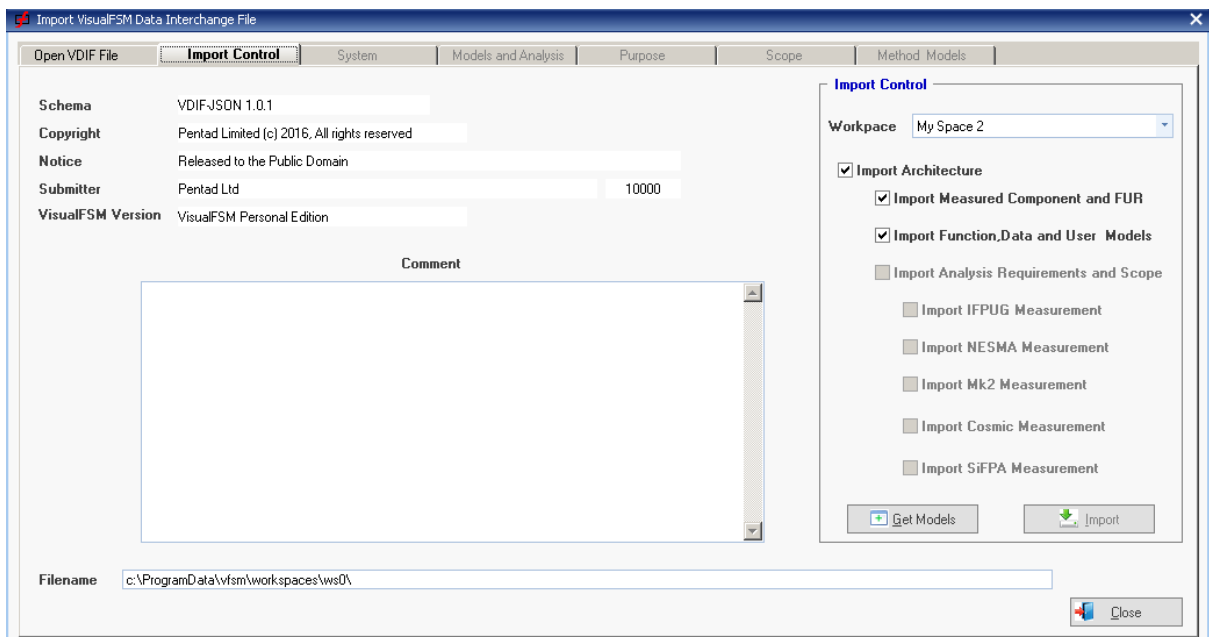 Import VisualFSM Data Interchange File
Open VDIF File Import Control System Models and Analysis Purpose Scope Method Models
Schema VDIF-JSON 1.0.1
Copyright Pentad Limited (c) 2016, All rights reserved
Notice Released to the Public Domain
Submitter Pentad Ltd 10000
VisualFSM Version VisualFSM Personal Edition
Comment
Import Control
Workpace My Space 2
Import Architecture
Import Measured Component and FUR
Import Function,Data and User Models
Import Analysis Requirements and Scope
Import IFPUG Measurement
Import NESMA Measurement
Import Mk2 Measurement
Import Cosmic Measurement
Import SiFPA Measurement
Get Models Import
Filename c:\ProgramData\vfsm\workspaces\ws0\
Close